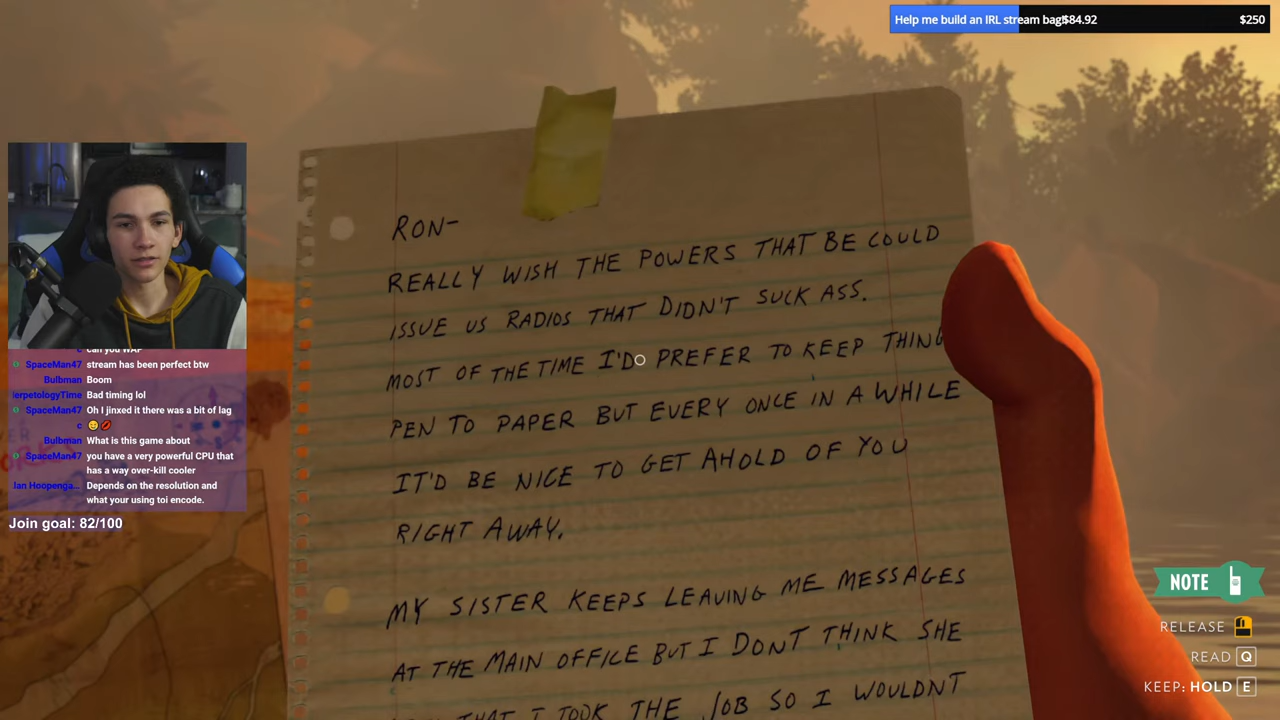 Help me build an IRL stream bag!
$84.92
$250
RON-
REALLY WISH THE POWERS THAT BE COULD
ISSUE US RADIOS THAT DIDN'T SUCK ASS.
MOST OF THE TIME I'D PREFER TO KEEP THING
PEN TO PAPER BUT EVERY ONCE IN A WHILE
IT'D BE NICE TO GET AHOLD OF YOU
RIGHT AWAY.
MY SISTER KEEPS LEAVING ME MESSAGES
AT THE MAIN OFFICE BUT I DONT THINK SHE
THAT I TOOK THE JOB SO I WOULDNT
c can you WAP
SpaceMan47 stream has been perfect btw
Bulbman Boom
erpetologyTime Bad timing lol
SpaceMan47 Oh I jinxed it there was a bit of lag
c
Bulbman What is this game about
SpaceMan47 you have a very powerful CPU that
has a way over-kill cooler
Ian Hoopenga... Depends on the resolution and
what your using toi encode.
Join goal: 82/100
NOTE
RELEASE
READ Q
KEEP: HOLD E